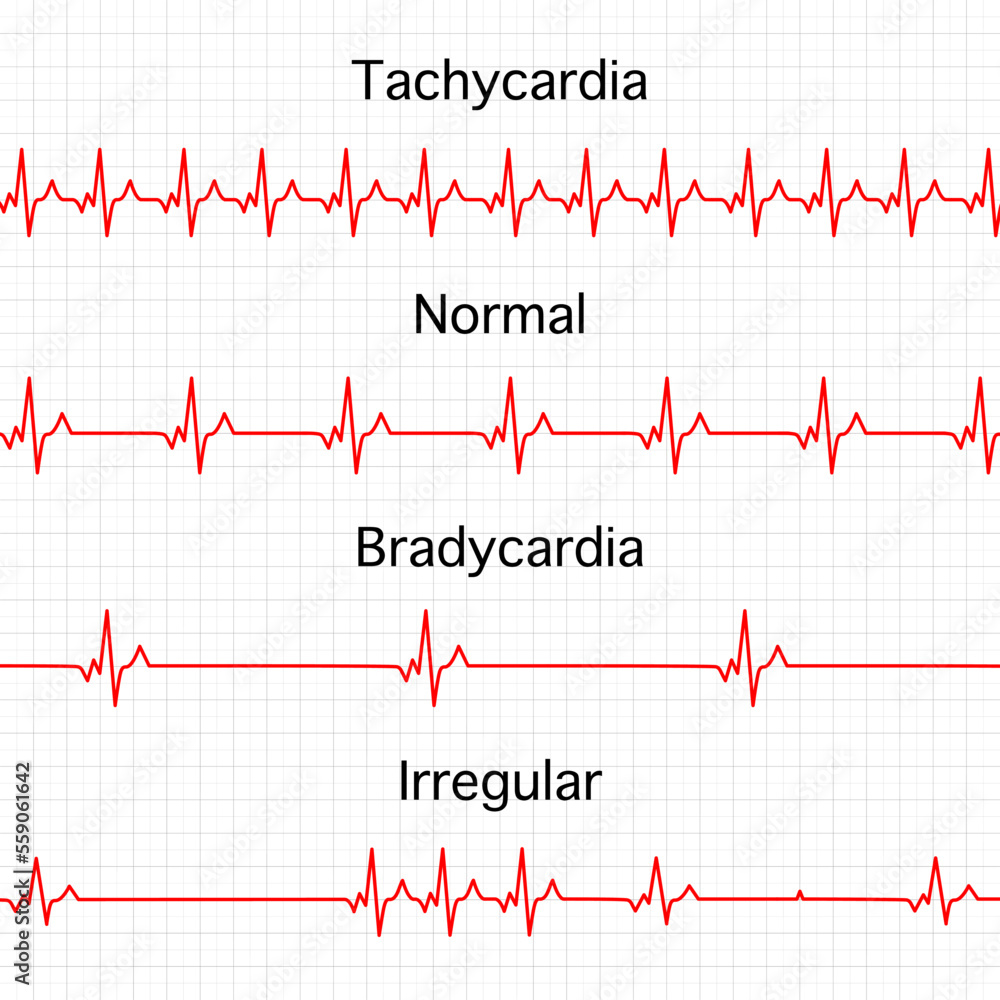 Tachycardia
Normal
Bradycardia
Irregular
Adobe Stock | #559061642